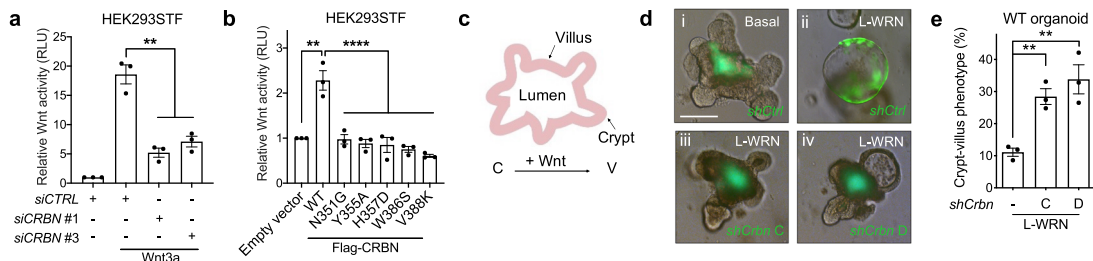 a
HEK293STF
Relative Wnt activity (RLU)
25
20
15
10
5
0
**
siCTRL + + - -
siCRBN #1 - - + -
siCRBN #3 - - - +
Wnt3a
b
HEK293STF
Relative Wnt activity (RLU)
3
2
1
0
** ****
Empty vector
WT
N351G
Y355A
H357D
W386S
V388K
Flag-CRBN
c
Villus
Lumen
Crypt
C + Wnt V
d
i Basal
shCtrl
ii L-WRN
shCtrl
iii L-WRN
shCrbn C
iv L-WRN
shCrbn D
e
WT organoid
Crypt-villus phenotype (%)
40
30
20
10
0
**
**
shCrbn - C D
L-WRN